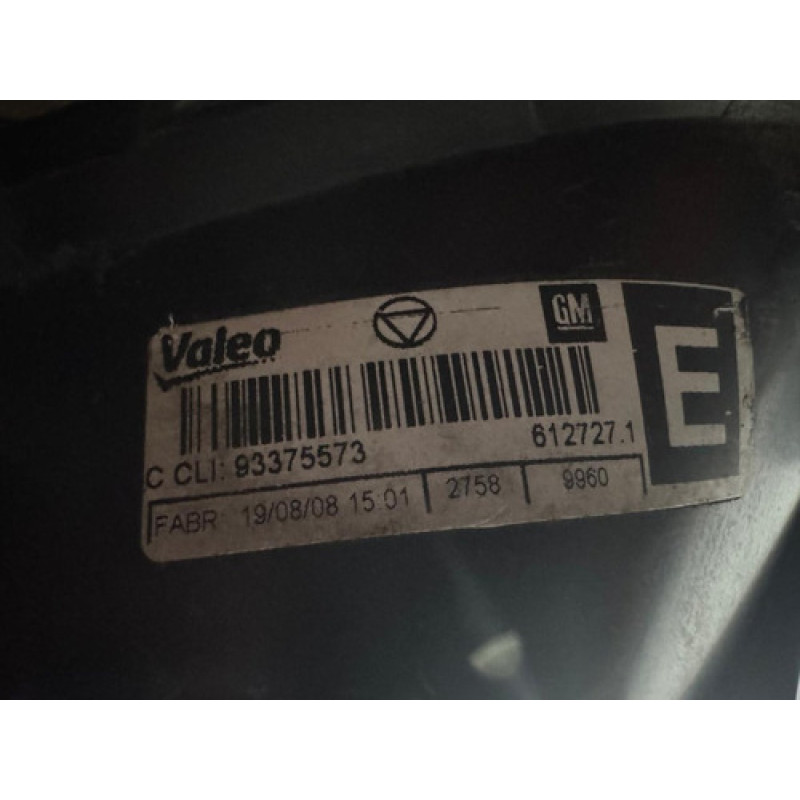 Valeo
GM
E
C CLI: 93375573
612727.1
FABR: 19/08/08 15:01
2758
9960